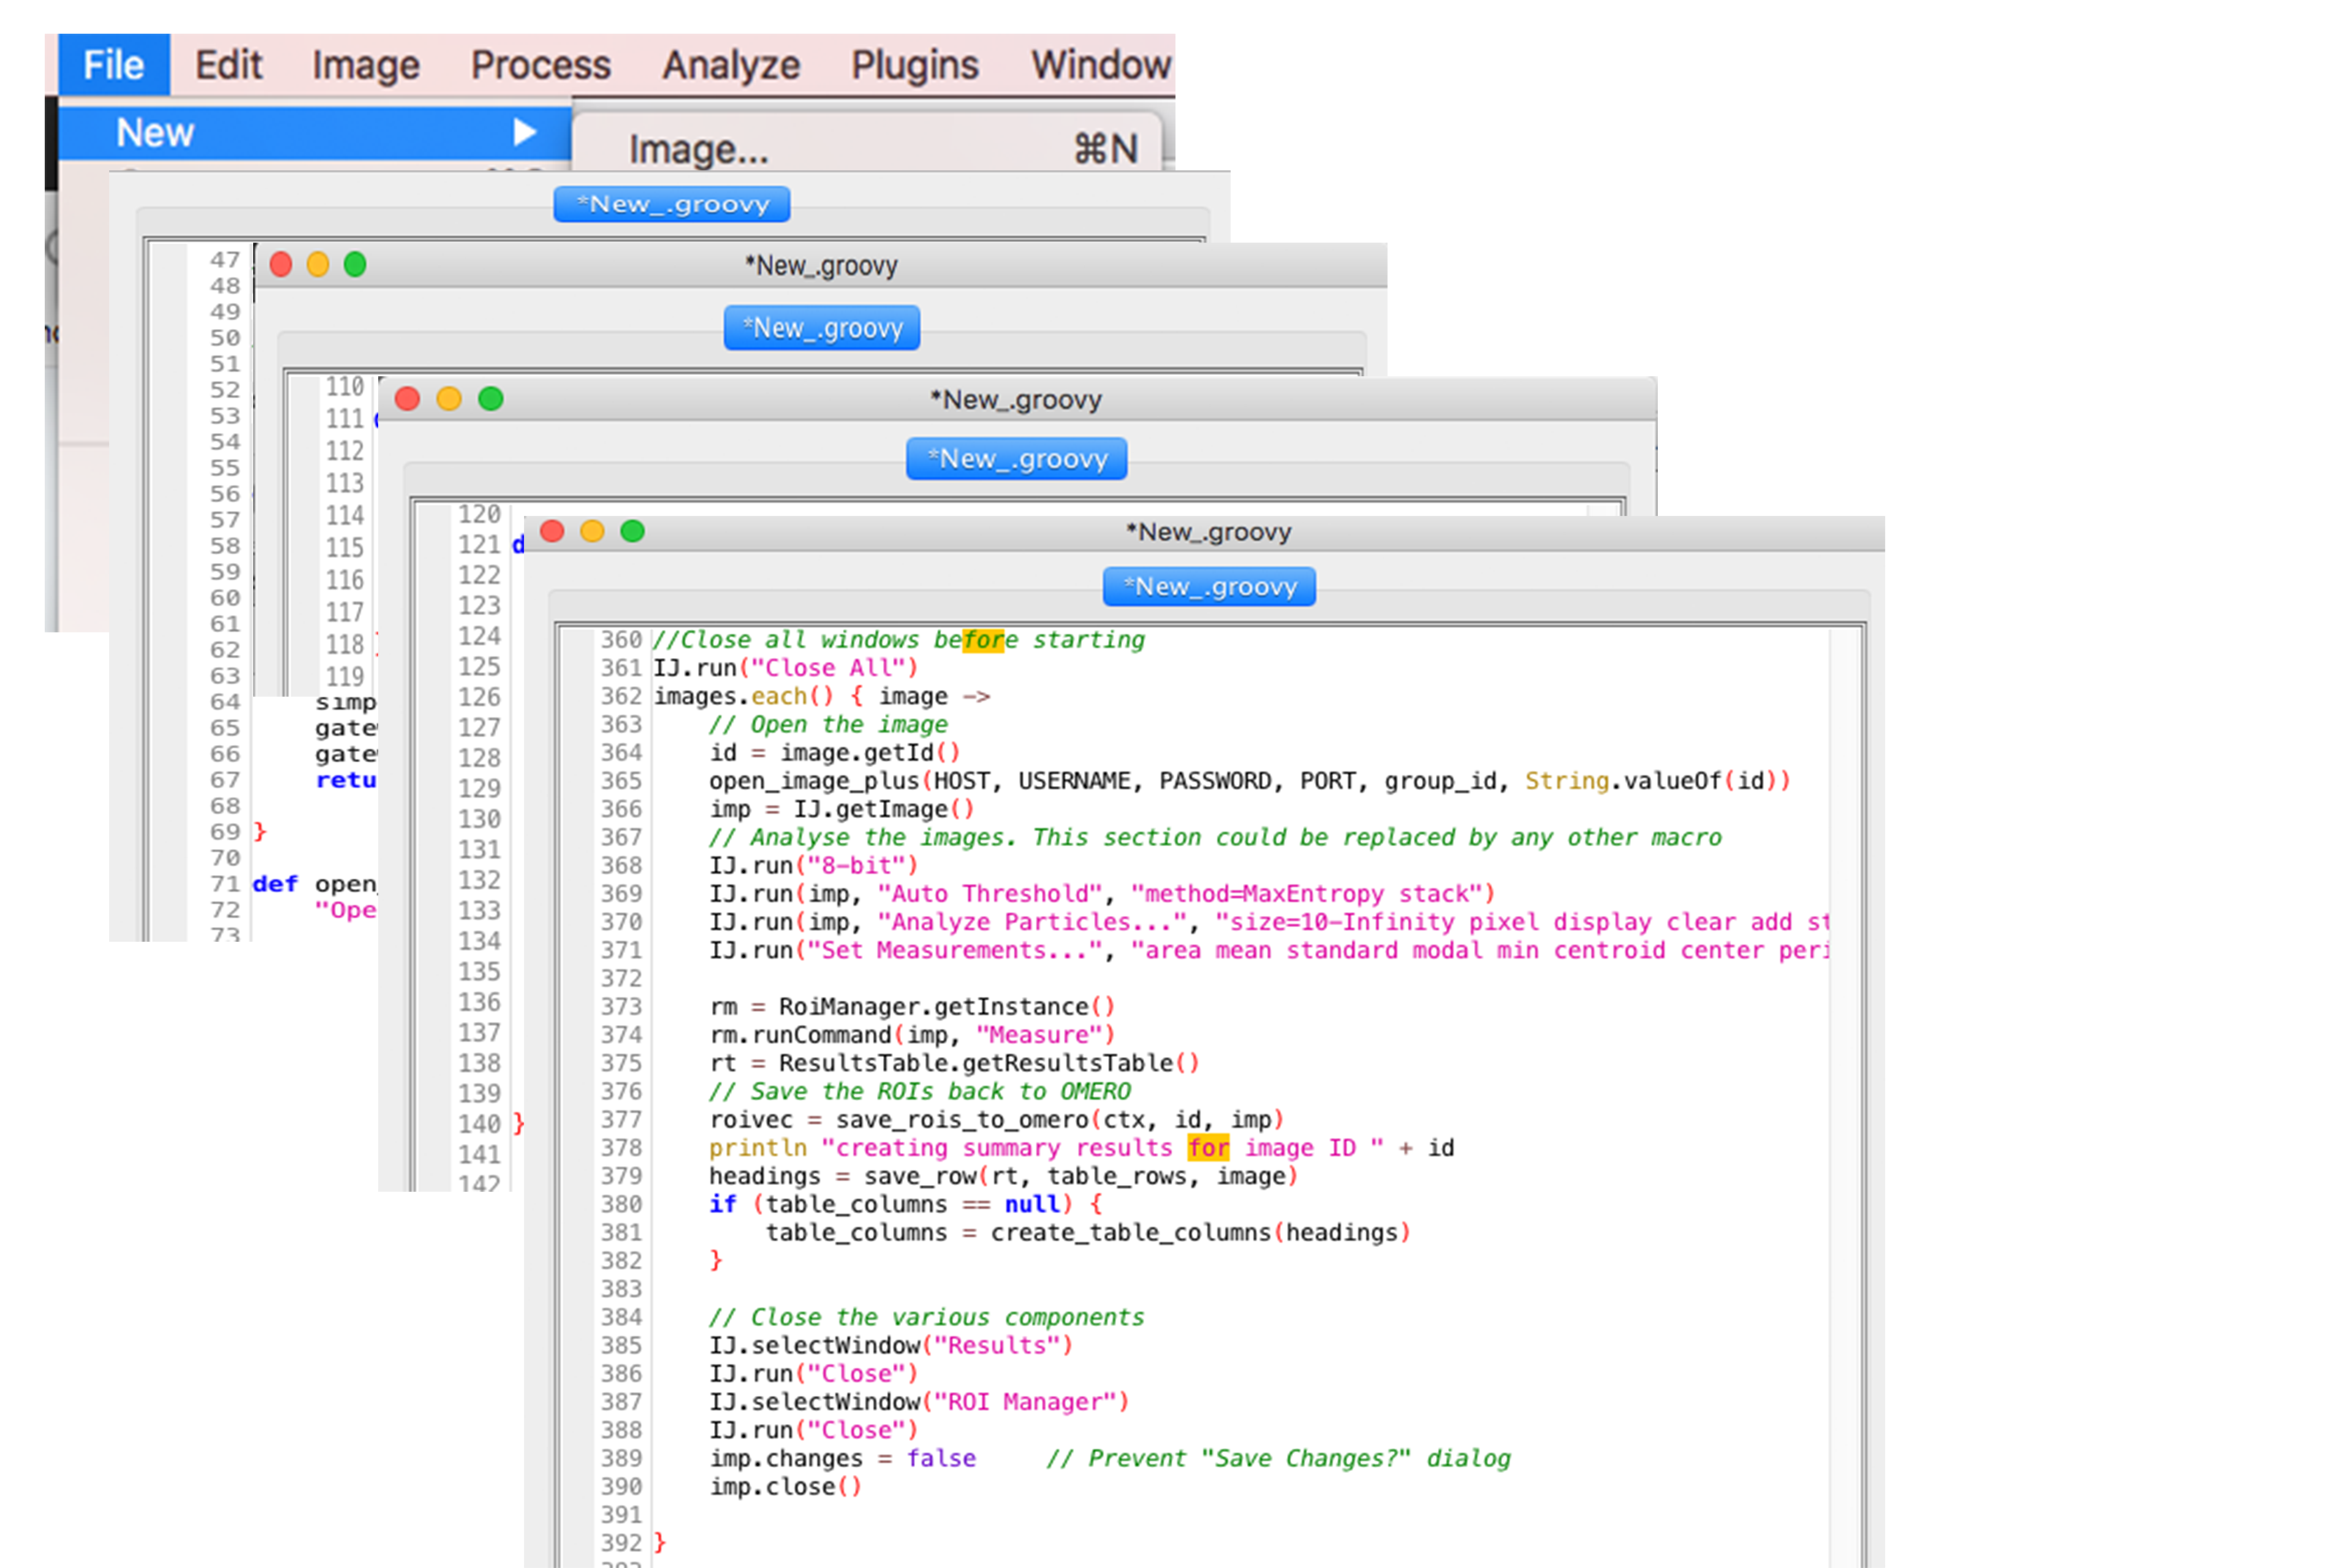 File Edit Image Process Analyze Plugins Window
New ▶
Image... ⌘N
*New_.groovy
47
48
49
50
51
52
53
54
55
56
57
58
59
60
61
62
63
64 simp
65 gate
66 gate
67 retu
68
69 }
70
71 def open_
72 "Ope
73
*New_.groovy
*New_.groovy
110
111
112
113
114
115
116
117
118
119
*New_.groovy
*New_.groovy
120
121 d
122
123
124
125
126
127
128
129
130
131
132
133
134
135
136
137
138
139
140 }
141
142
*New_.groovy
*New_.groovy
360 //Close all windows before starting
361 IJ.run("Close All")
362 images.each() { image ->
363 // Open the image
364 id = image.getId()
365 open_image_plus(HOST, USERNAME, PASSWORD, PORT, group_id, String.valueOf(id))
366 imp = IJ.getImage()
367 // Analyse the images. This section could be replaced by any other macro
368 IJ.run("8-bit")
369 IJ.run(imp, "Auto Threshold", "method=MaxEntropy stack")
370 IJ.run(imp, "Analyze Particles...", "size=10-Infinity pixel display clear add st
371 IJ.run("Set Measurements...", "area mean standard modal min centroid center peri
372
373 rm = RoiManager.getInstance()
374 rm.runCommand(imp, "Measure")
375 rt = ResultsTable.getResultsTable()
376 // Save the ROIs back to OMERO
377 roivec = save_rois_to_omero(ctx, id, imp)
378 println "creating summary results for image ID " + id
379 headings = save_row(rt, table_rows, image)
380 if (table_columns == null) {
381 table_columns = create_table_columns(headings)
382 }
383
384 // Close the various components
385 IJ.selectWindow("Results")
386 IJ.run("Close")
387 IJ.selectWindow("ROI Manager")
388 IJ.run("Close")
389 imp.changes = false // Prevent "Save Changes?" dialog
390 imp.close()
391
392 }